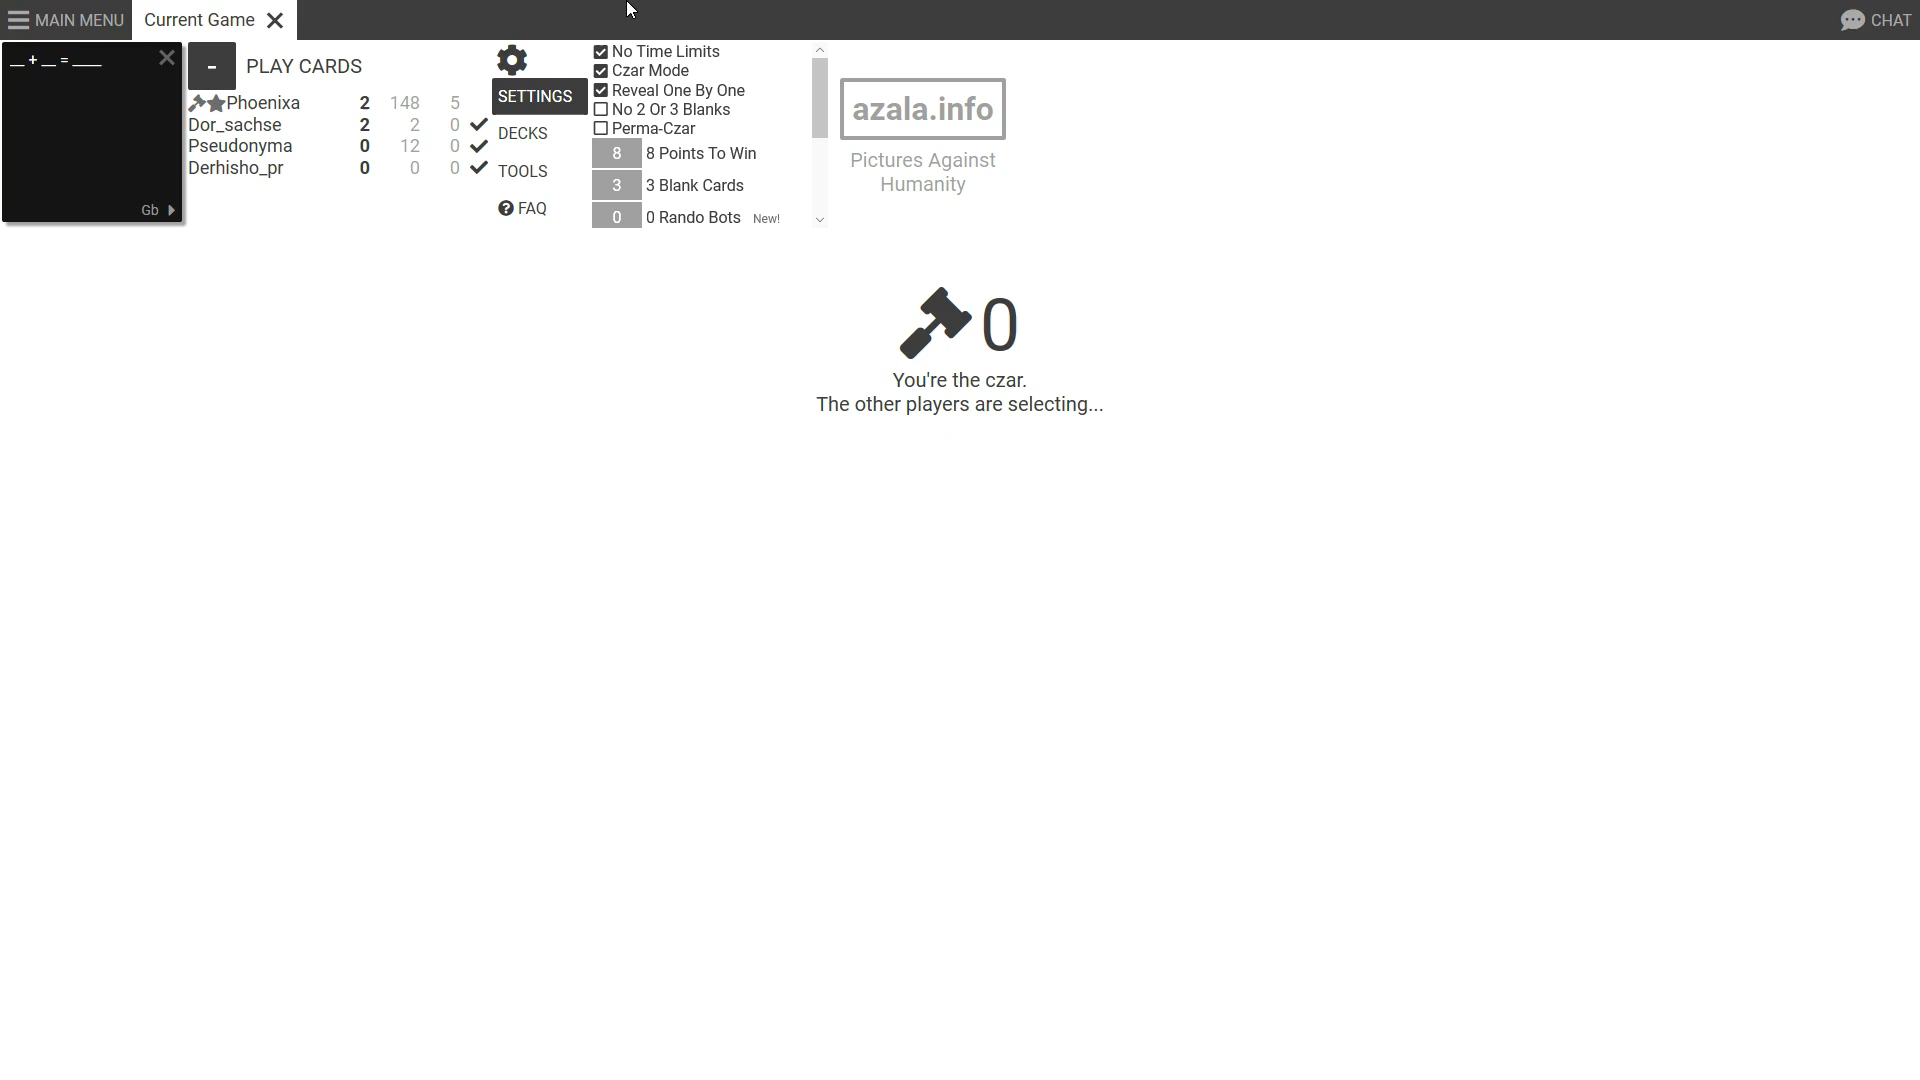 MAIN MENU
Current Game
CHAT
__ + __ = ____
Gb
-
PLAY CARDS
Phoenixa 2 148 5
Dor_sachse 2 2 0
Pseudonyma 0 12 0
Derhisho_pr 0 0 0
SETTINGS
DECKS
TOOLS
FAQ
No Time Limits
Czar Mode
Reveal One By One
No 2 Or 3 Blanks
Perma-Czar
8 8 Points To Win
3 3 Blank Cards
0 0 Rando Bots New!
azala.info
Pictures Against
Humanity
0
You're the czar.
The other players are selecting...